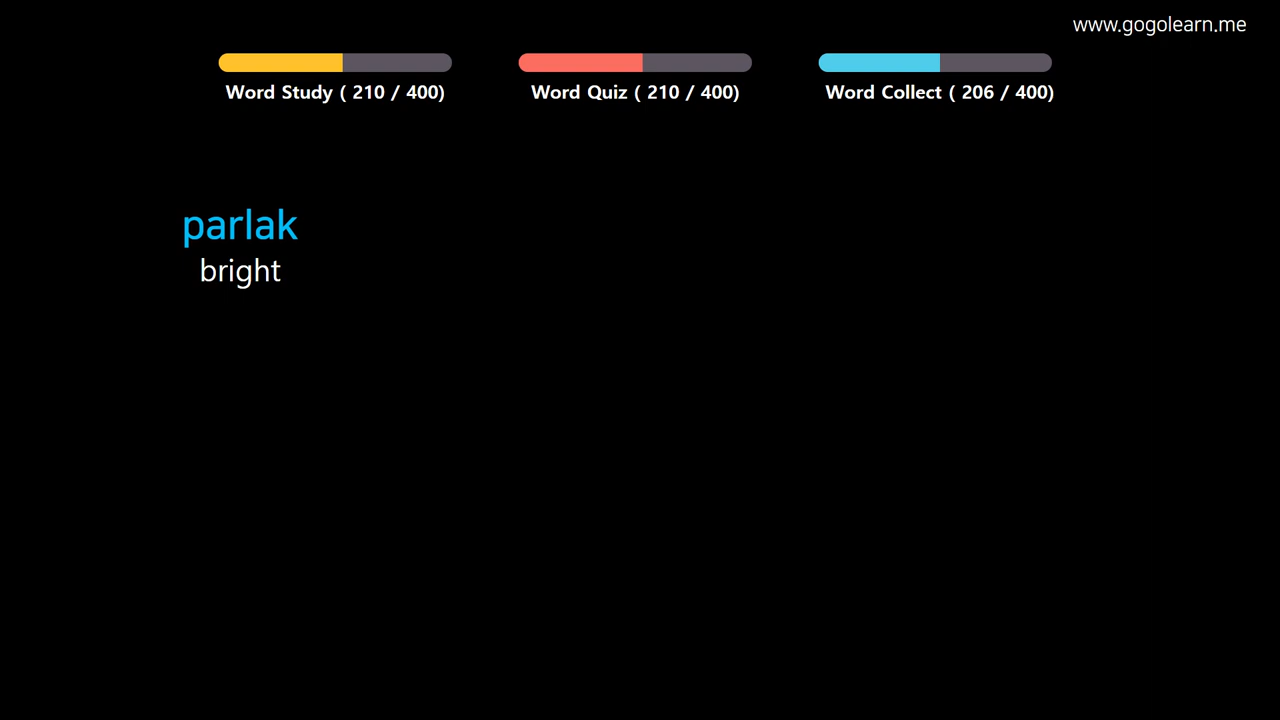 www.gogolearn.me
Word Study ( 210 / 400)
Word Quiz ( 210 / 400)
Word Collect ( 206 / 400)
parlak
bright